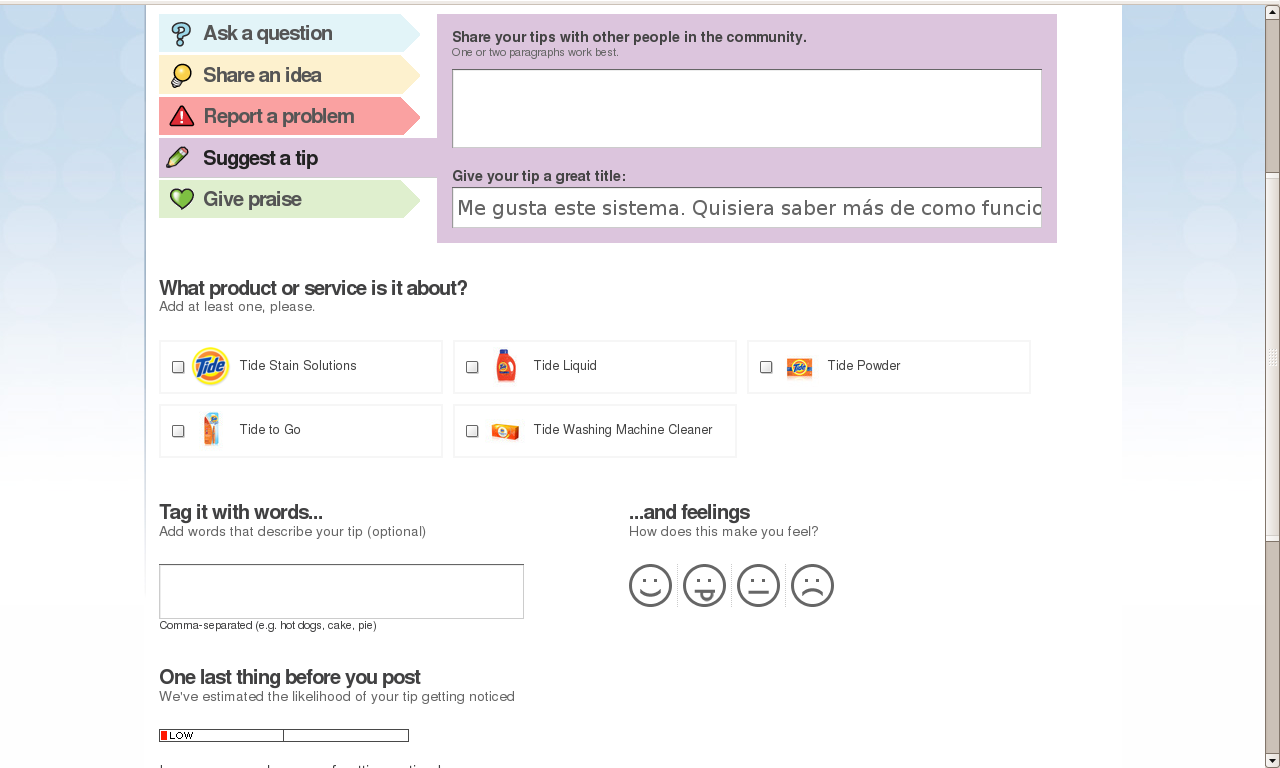 Ask a question
Share an idea
Report a problem
Suggest a tip
Give praise
Share your tips with other people in the community.
One or two paragraphs work best.
Give your tip a great title:
Me gusta este sistema. Quisiera saber más de como funcio
What product or service is it about?
Add at least one, please.
Tide Tide Stain Solutions
Tide Liquid
Tide Powder
Tide to Go
Tide Washing Machine Cleaner
Tag it with words...
Add words that describe your tip (optional)
Comma-separated (e.g. hot dogs, cake, pie)
...and feelings
How does this make you feel?
One last thing before you post
We've estimated the likelihood of your tip getting noticed
LOW